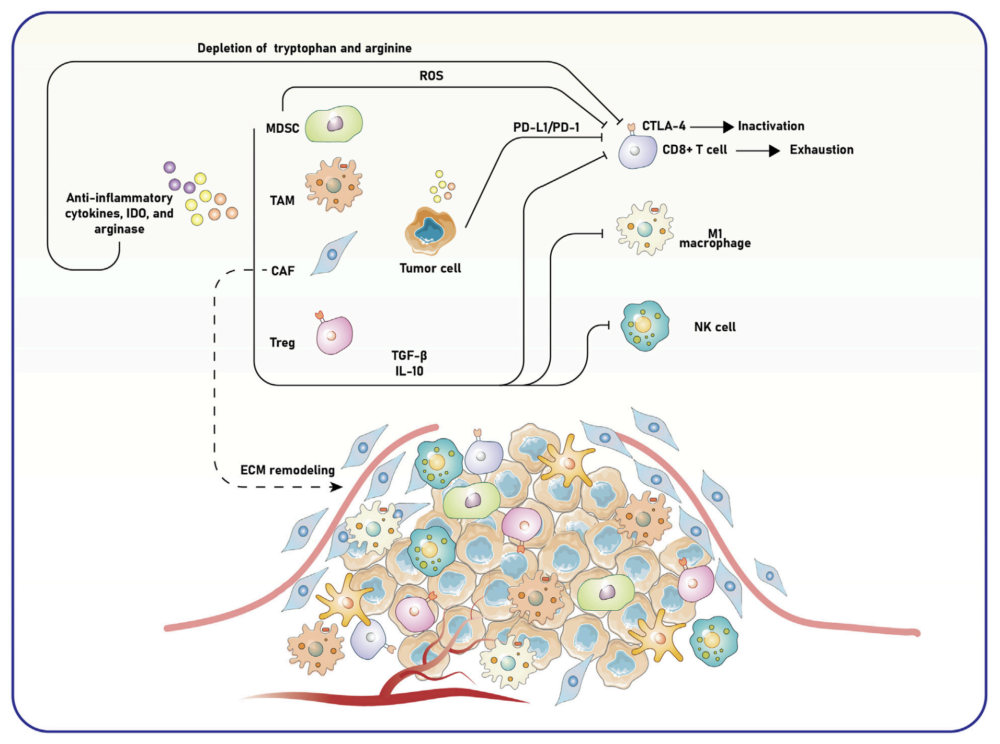 Depletion of tryptophan and arginine
ROS
MDSC
PD-L1/PD-1
CTLA-4
Inactivation
CD8+ T cell
Exhaustion
TAM
Anti-inflammatory
cytokines, IDO, and
arginase
M1
macrophage
CAF
Tumor cell
Treg
NK cell
TGF-β
IL-10
ECM remodeling